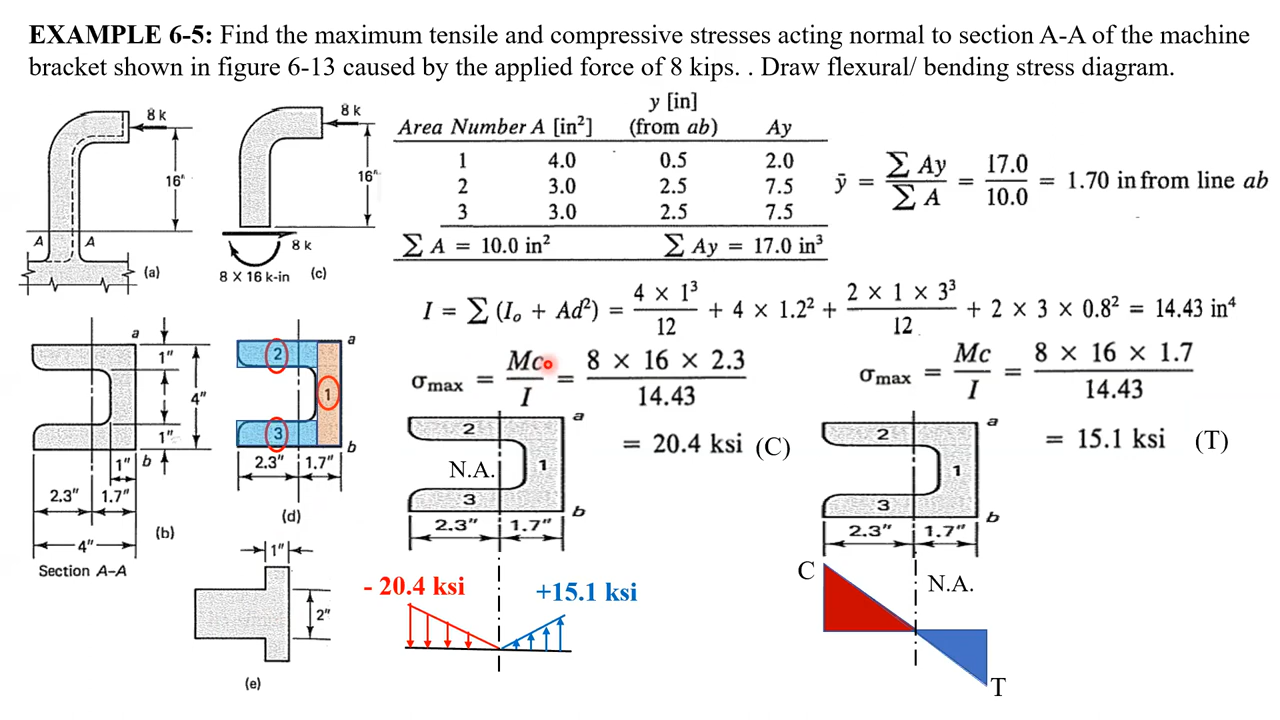 EXAMPLE 6-5: Find the maximum tensile and compressive stresses acting normal to section A-A of the machine
bracket shown in figure 6-13 caused by the applied force of 8 kips. . Draw flexural/ bending stress diagram.
8 k
16"
A A
(a)
8 k
16"
8 k
8 X 16 k-in (c)
Area Number A [in²] y [in] (from ab) Ay
1 4.0 0.5 2.0
2 3.0 2.5 7.5
3 3.0 2.5 7.5
∑ A = 10.0 in² ∑ Ay = 17.0 in³
ȳ = ∑ Ay / ∑ A = 17.0 / 10.0 = 1.70 in from line ab
I = ∑ (Iₒ + Ad²) = 4 × 1³ / 12 + 4 × 1.2² + 2 × 1 × 3³ / 12 + 2 × 3 × 0.8² = 14.43 in⁴
a
1"
4"
1"
1" b
2.3" 1.7"
4"
(b)
Section A-A
a
2
1
3
b
2.3" 1.7"
(d)
1"
2"
(e)
σmax = Mc / I = 8 × 16 × 2.3 / 14.43
= 20.4 ksi (C)
a
2
N.A. 1
3
b
2.3" 1.7"
- 20.4 ksi +15.1 ksi
σmax = Mc / I = 8 × 16 × 1.7 / 14.43
= 15.1 ksi (T)
a
2
1
3
b
2.3" 1.7"
C
N.A.
T